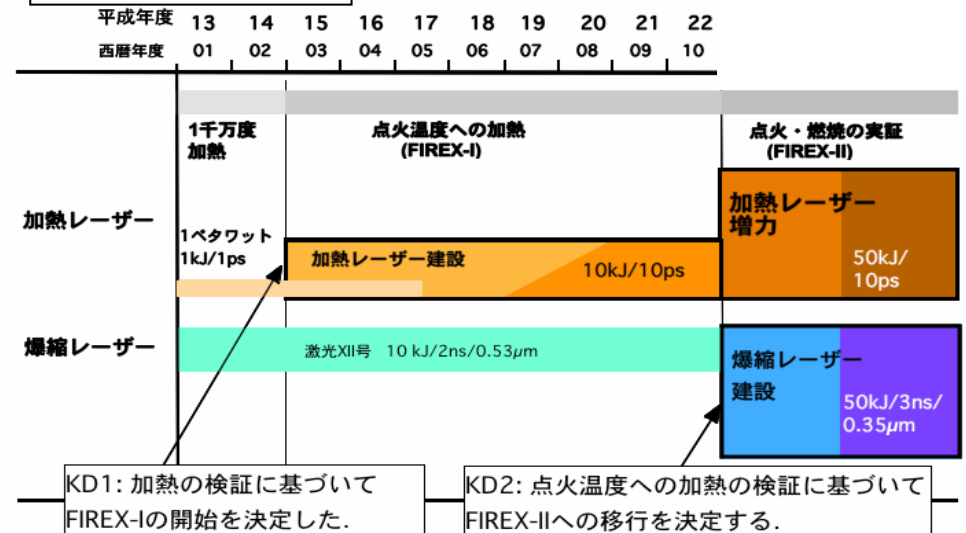 平成年度 13 14 15 16 17 18 19 20 21 22
西暦年度 01 02 03 04 05 06 07 08 09 10
1千万度
加熱
点火温度への加熱
(FIREX-I)
点火・燃焼の実証
(FIREX-II)
加熱レーザー
1ペタワット
1kJ/1ps
加熱レーザー建設
10kJ/10ps
加熱レーザー
増力
50kJ/
10ps
爆縮レーザー
激光XII号 10 kJ/2ns/0.53μm
爆縮レーザー
建設
50kJ/3ns/
0.35μm
KD1: 加熱の検証に基づいて
FIREX-Iの開始を決定した.
KD2: 点火温度への加熱の検証に基づいて
FIREX-IIへの移行を決定する.